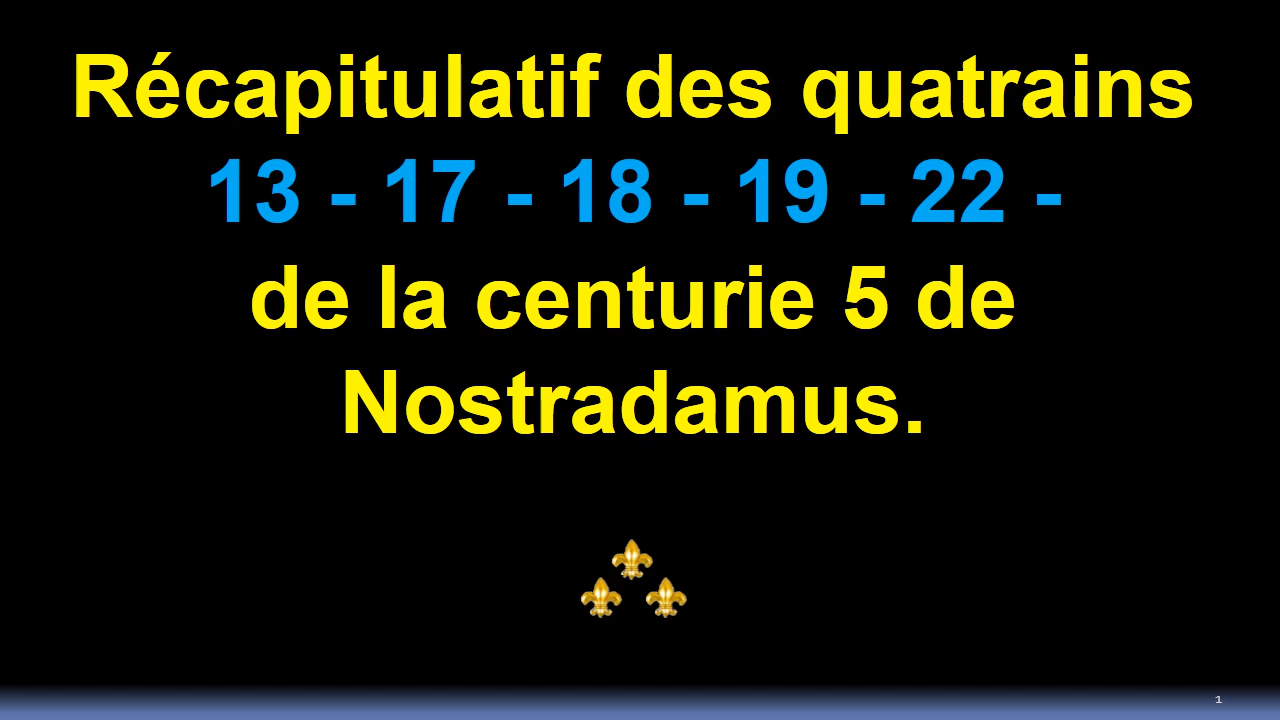 Récapitulatif des quatrains
13 - 17 - 18 - 19 - 22 -
de la centurie 5 de
Nostradamus.
1